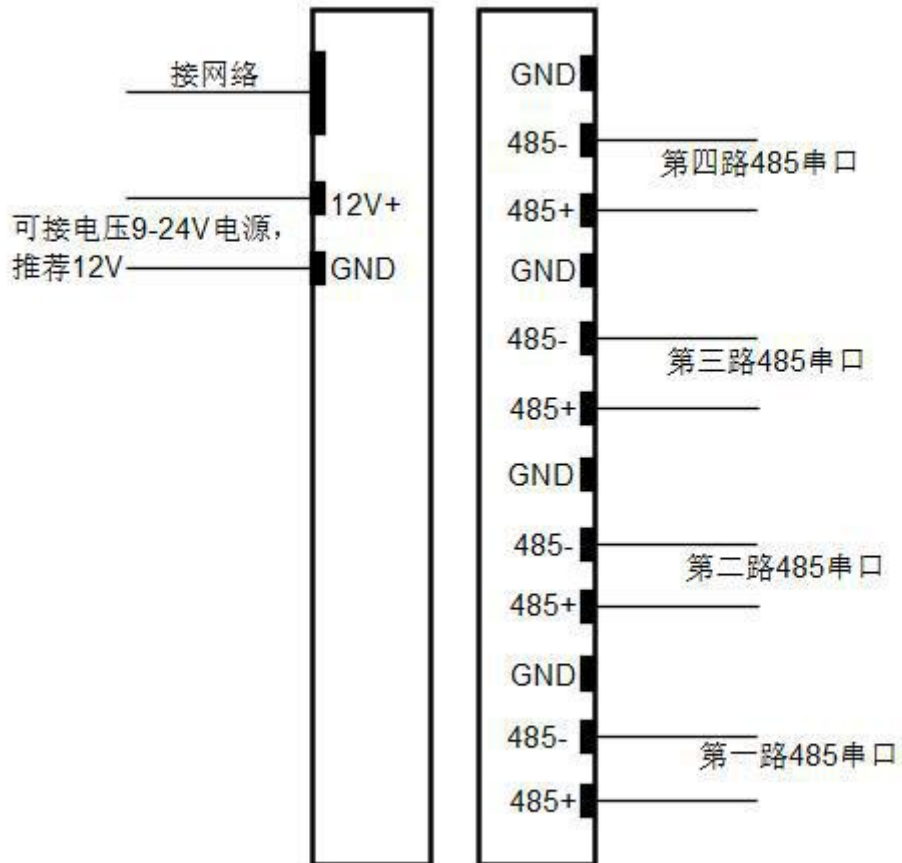 接网络
12V+
可接电压9-24V电源，
推荐12V
GND
GND
485-
第四路485串口
485+
GND
485-
第三路485串口
485+
GND
485-
第二路485串口
485+
GND
485-
第一路485串口
485+